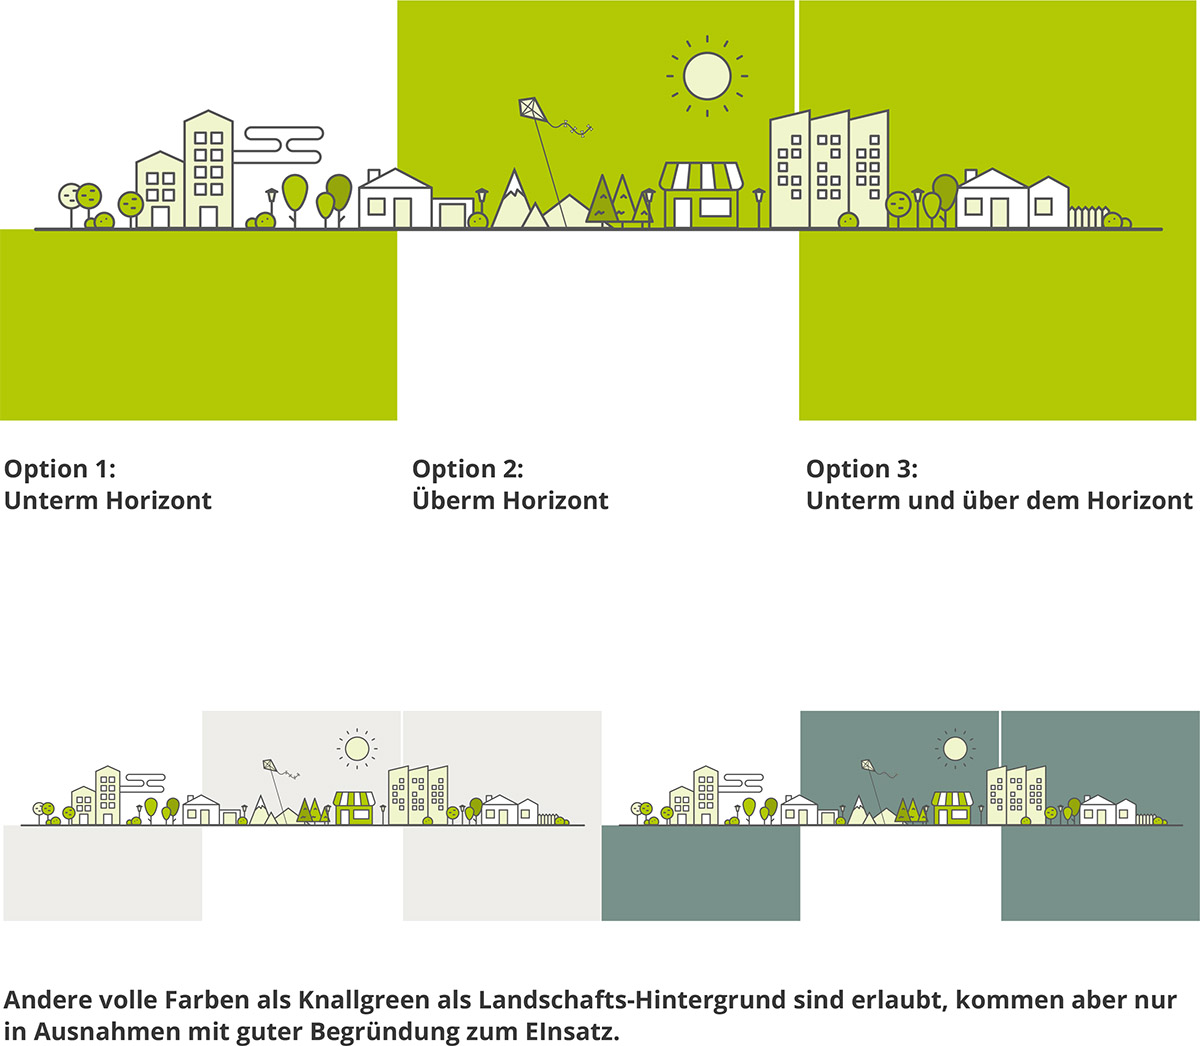 Option 1:
Unterm Horizont
Option 2:
Überm Horizont
Option 3:
Unterm und über dem Horizont
Andere volle Farben als Knallgreen als Landschafts-Hintergrund sind erlaubt, kommen aber nur
in Ausnahmen mit guter Begründung zum EInsatz.